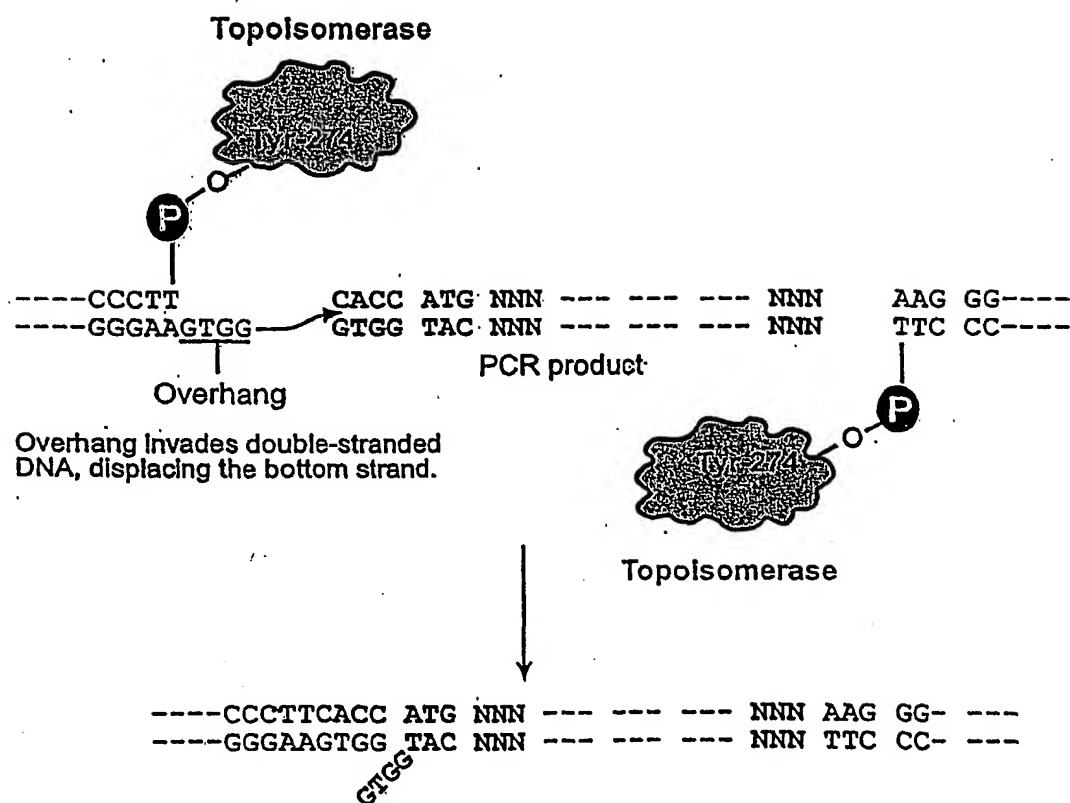 Topoisomerase
Tyr-274
O
P
----CCCTT CACC ATG NNN --- --- --- --- NNN AAG GG----
----GGGAAGTGG GTGG TAC NNN --- --- --- --- NNN TTC CC----
Overhang
PCR product
P
O
Tyr-274
Overhang invades double-stranded
DNA, displacing the bottom strand.
Topoisomerase
----CCCTTCACC ATG NNN --- --- --- --- NNN AAG GG- ---
----GGGAAGTGG TAC NNN --- --- --- --- NNN TTC CC- ---
GTGG